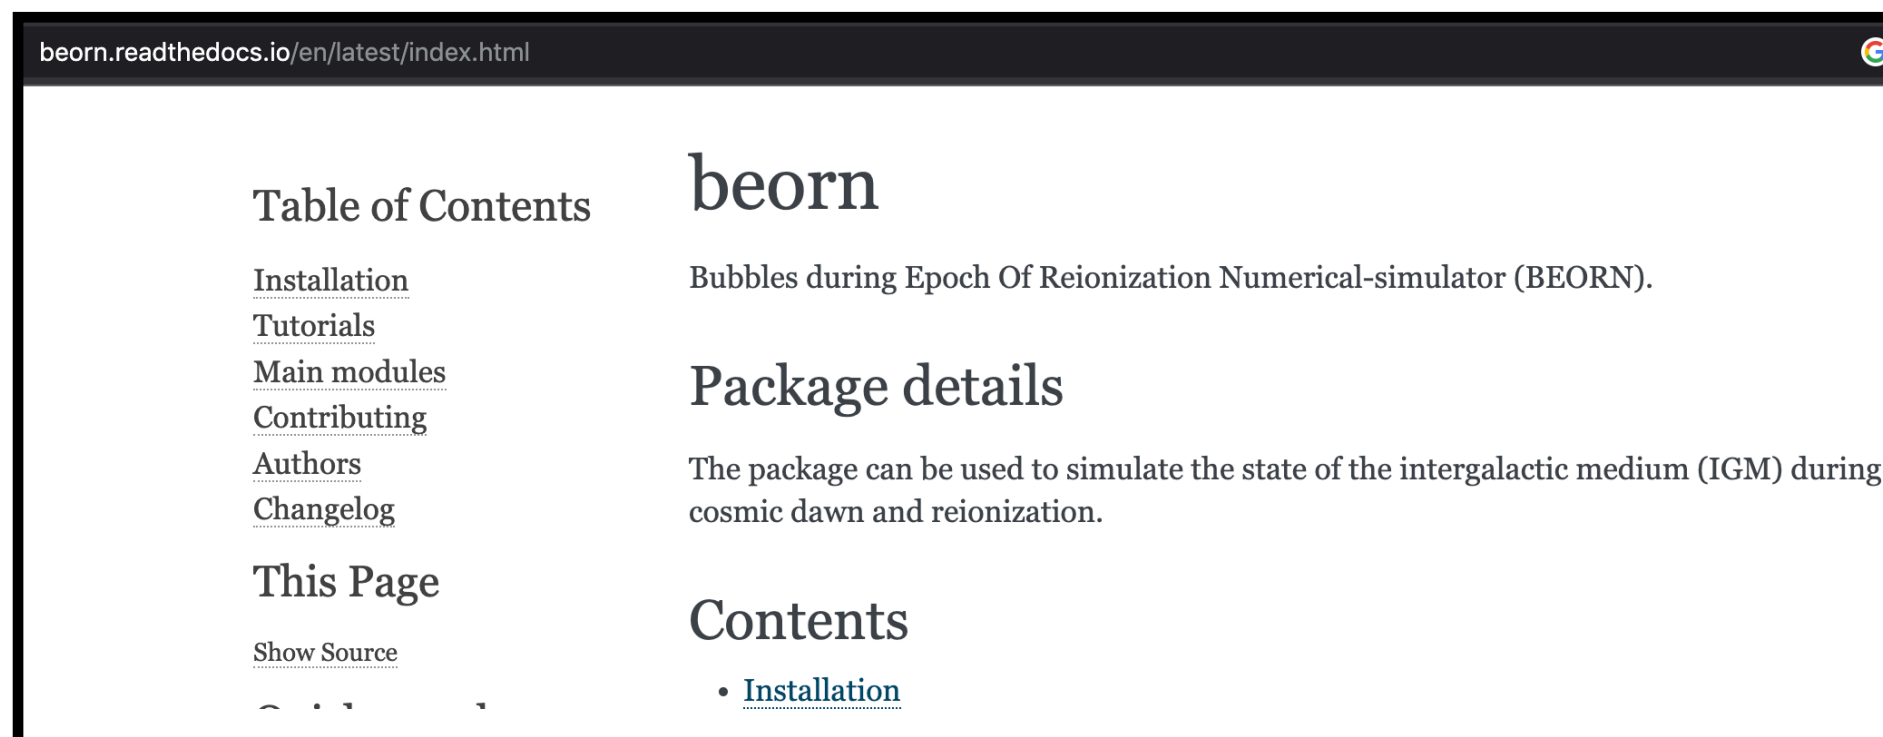 beorn.readthedocs.io/en/latest/index.html
Table of Contents
Installation
Tutorials
Main modules
Contributing
Authors
Changelog
This Page
Show Source
beorn
Bubbles during Epoch Of Reionization Numerical-simulator (BEORN).
Package details
The package can be used to simulate the state of the intergalactic medium (IGM) during
cosmic dawn and reionization.
Contents
• Installation